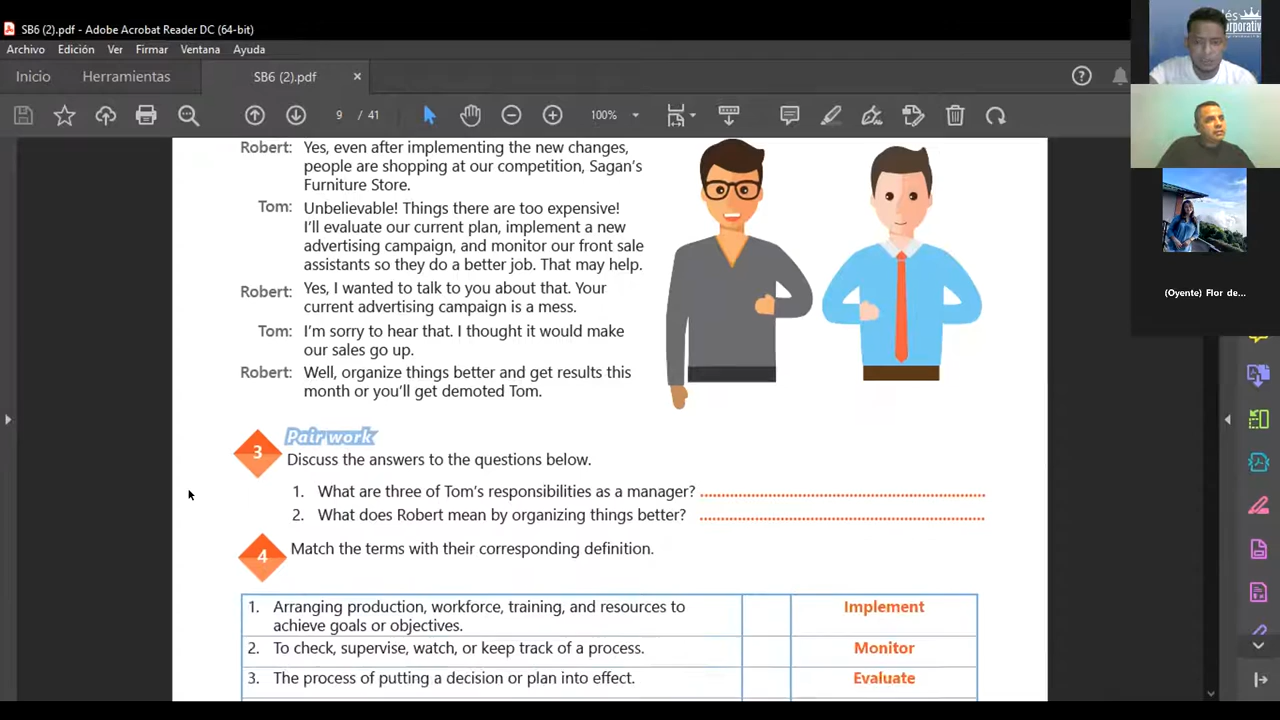 SB6 (2).pdf - Adobe Acrobat Reader DC (64-bit)
Archivo Edición Ver Firmar Ventana Ayuda
Inicio Herramientas SB6 (2).pdf ×
9 / 41 100%
Robert: Yes, even after implementing the new changes,
people are shopping at our competition, Sagan's
Furniture Store.
Tom: Unbelievable! Things there are too expensive!
I'll evaluate our current plan, implement a new
advertising campaign, and monitor our front sale
assistants so they do a better job. That may help.
Robert: Yes, I wanted to talk to you about that. Your
current advertising campaign is a mess.
Tom: I'm sorry to hear that. I thought it would make
our sales go up.
Robert: Well, organize things better and get results this
month or you'll get demoted Tom.
3 Pair work
Discuss the answers to the questions below.
1. What are three of Tom's responsibilities as a manager?
2. What does Robert mean by organizing things better?
4 Match the terms with their corresponding definition.
1. Arranging production, workforce, training, and resources to
achieve goals or objectives.
Implement
2. To check, supervise, watch, or keep track of a process. Monitor
3. The process of putting a decision or plan into effect. Evaluate
(Oyente) Flor de...